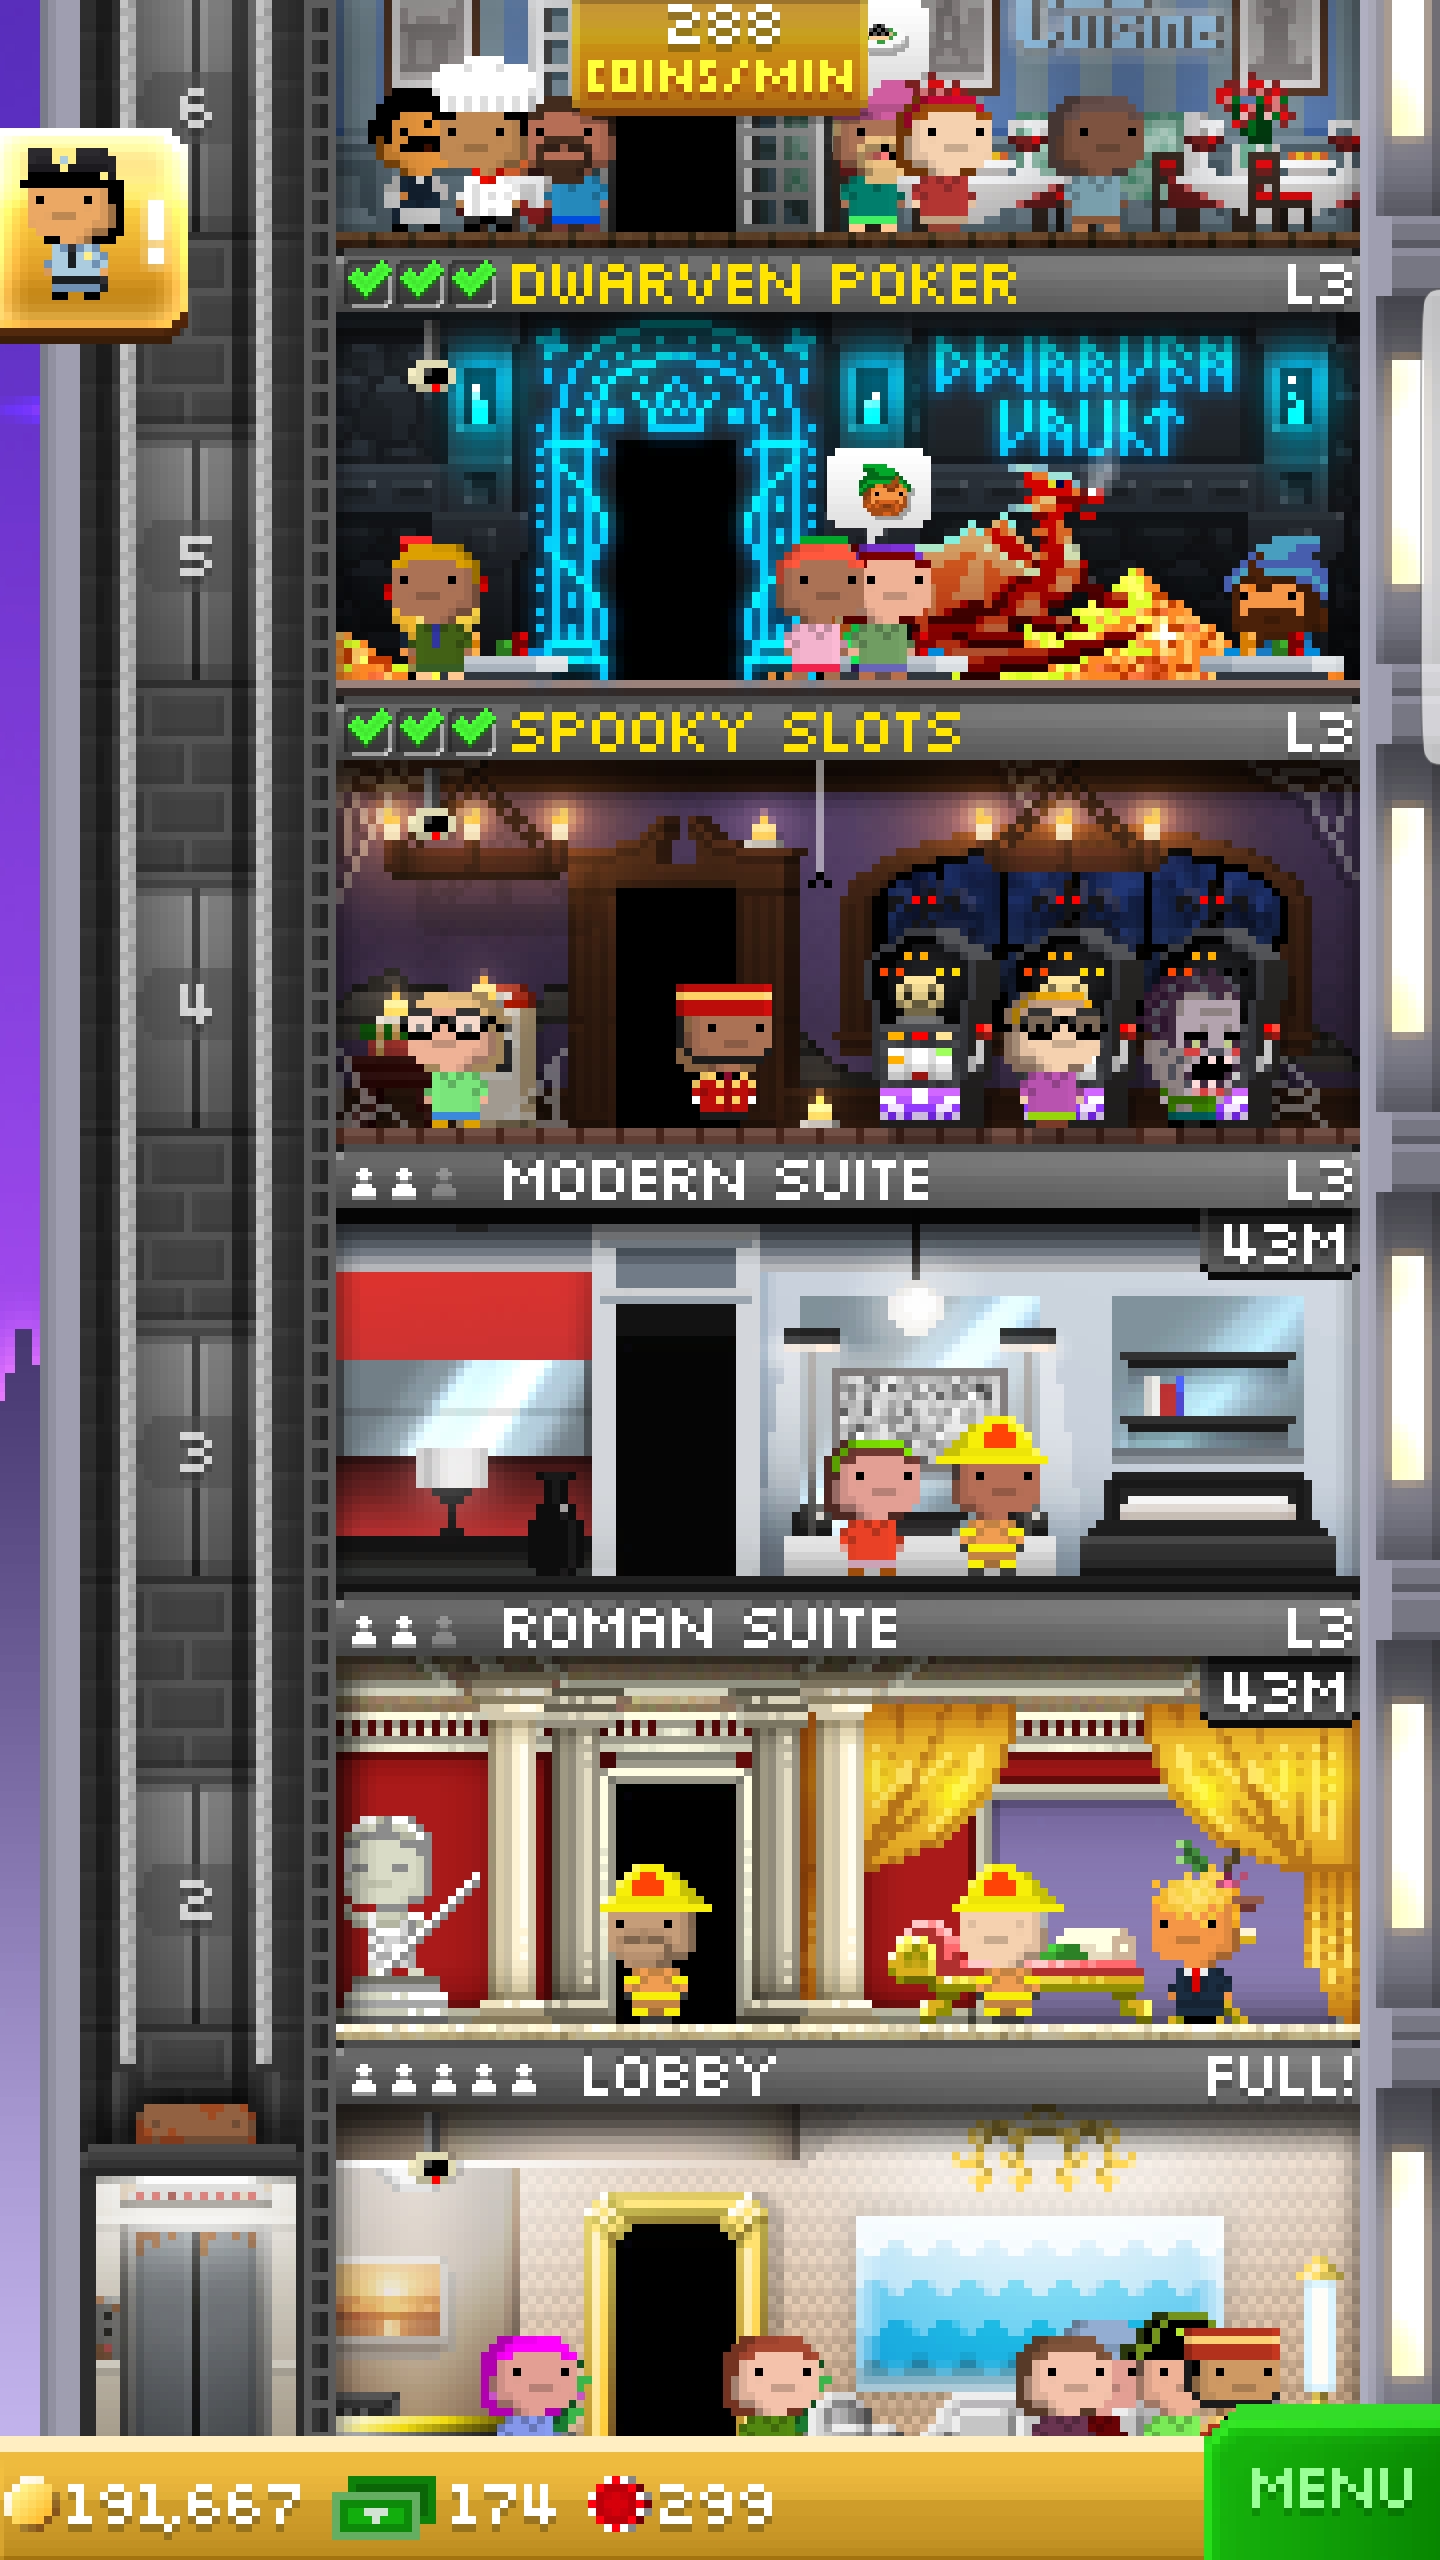 Cuisine
288
COINS/MIN
6
!
DWARVEN POKER L3
DWARVEN
VAULT
5
SPOOKY SLOTS L3
4
MODERN SUITE L3
43M
3
ROMAN SUITE L3
43M
2
LOBBY FULL!
191,667 174 299
MENU